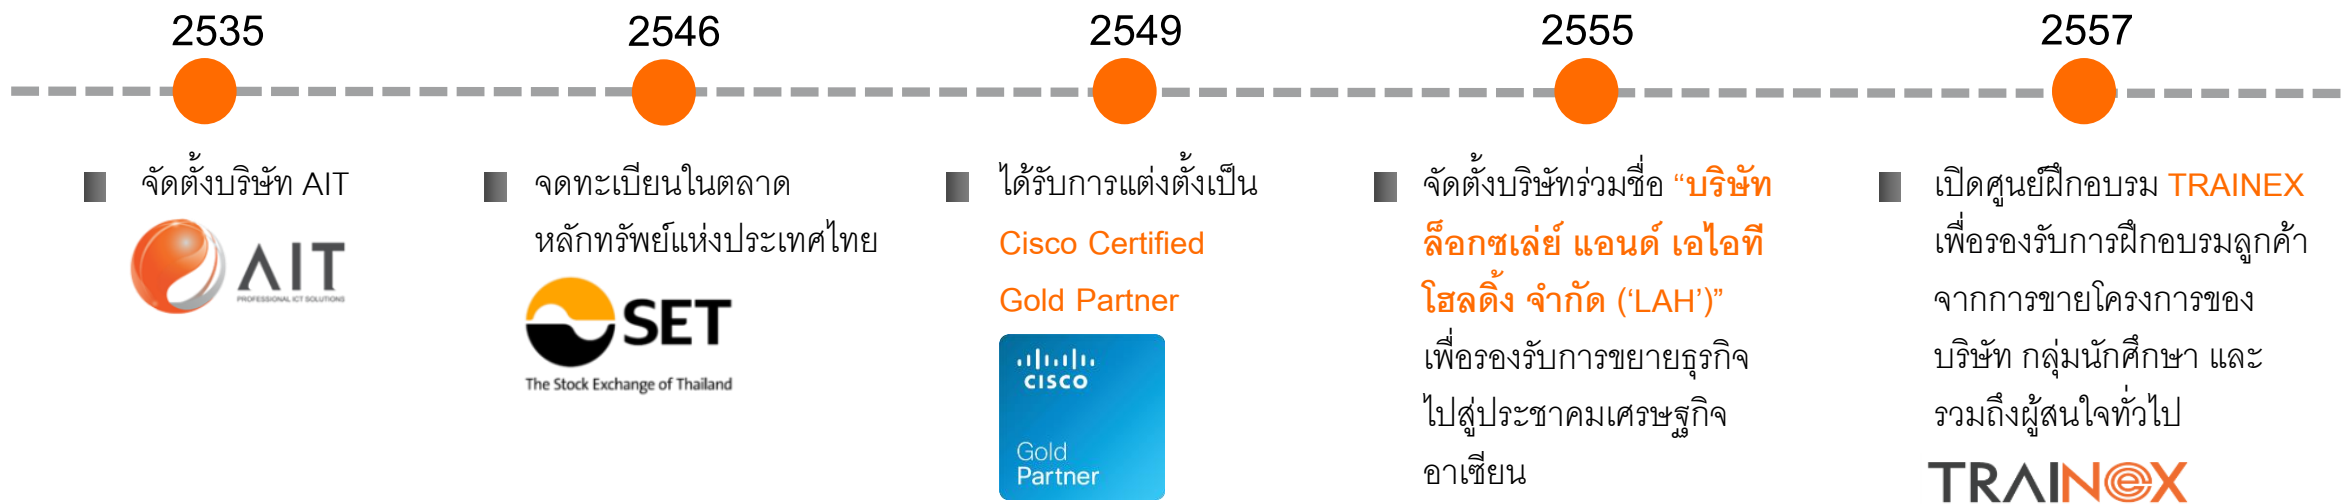 2535
จัดตั้งบริษัท AIT
AIT
PROFESSIONAL ICT SOLUTIONS
2546
จดทะเบียนในตลาด
หลักทรัพย์แห่งประเทศไทย
SET
The Stock Exchange of Thailand
2549
ได้รับการแต่งตั้งเป็น
Cisco Certified
Gold Partner
CISCO
Gold
Partner
2555
จัดตั้งบริษัทร่วมชื่อ “บริษัท
ล็อกซเล่ย์ แอนด์ เอไอที
โฮลดิ้ง จำกัด (‘LAH’)”
เพื่อรองรับการขยายธุรกิจ
ไปสู่ประชาคมเศรษฐกิจ
อาเซียน
2557
เปิดศูนย์ฝึกอบรม TRAINEX
เพื่อรองรับการฝึกอบรมลูกค้า
จากการขายโครงการของ
บริษัท กลุ่มนักศึกษา และ
รวมถึงผู้สนใจทั่วไป
TRAINEX